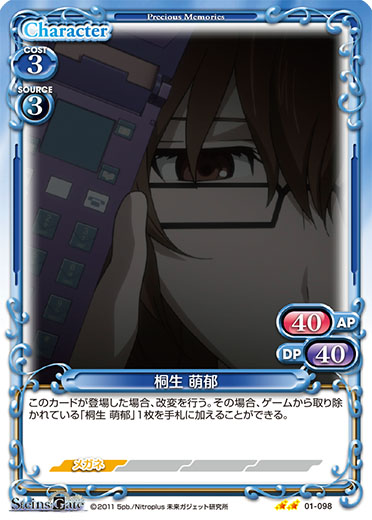 Precious Memories
Character
COST
3
SOURCE
3
40 AP
DP 40
桐生 萌郁
このカードが登場した場合、改変を行う。その場合、ゲームから取り除
かれている「桐生 萌郁」1枚を手札に加えることができる。
メガネ
Steins;Gate
©2011 5pb./Nitroplus 未来ガジェット研究所
01-098